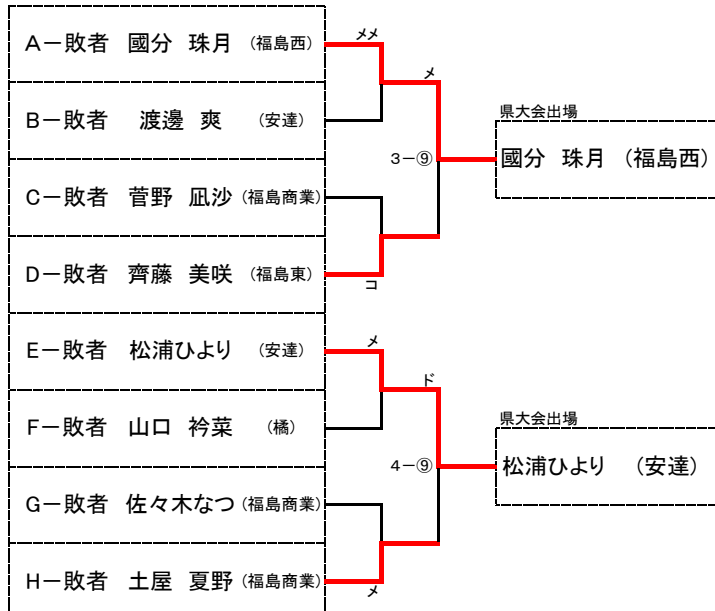 A－敗者 國分 珠月 (福島西)
メメ
メ
B－敗者 渡邊 爽 (安達)
県大会出場
3－⑨
國分 珠月 (福島西)
C－敗者 菅野 凪沙 (福島商業)
D－敗者 齊藤 美咲 (福島東)
コ
E－敗者 松浦ひより (安達)
メ
ド
F－敗者 山口 衿菜 (橘)
県大会出場
4－⑨
松浦ひより (安達)
G－敗者 佐々木なつ (福島商業)
H－敗者 土屋 夏野 (福島商業)
メ